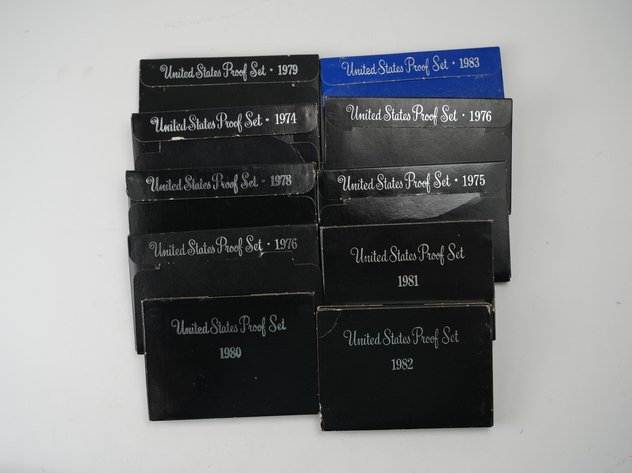 United States Proof Set · 1979
United States Proof Set · 1974
United States Proof Set · 1978
United States Proof Set · 1976
United States Proof Set
1980
United States Proof Set · 1983
United States Proof Set · 1976
United States Proof Set · 1975
United States Proof Set
1981
United States Proof Set
1982